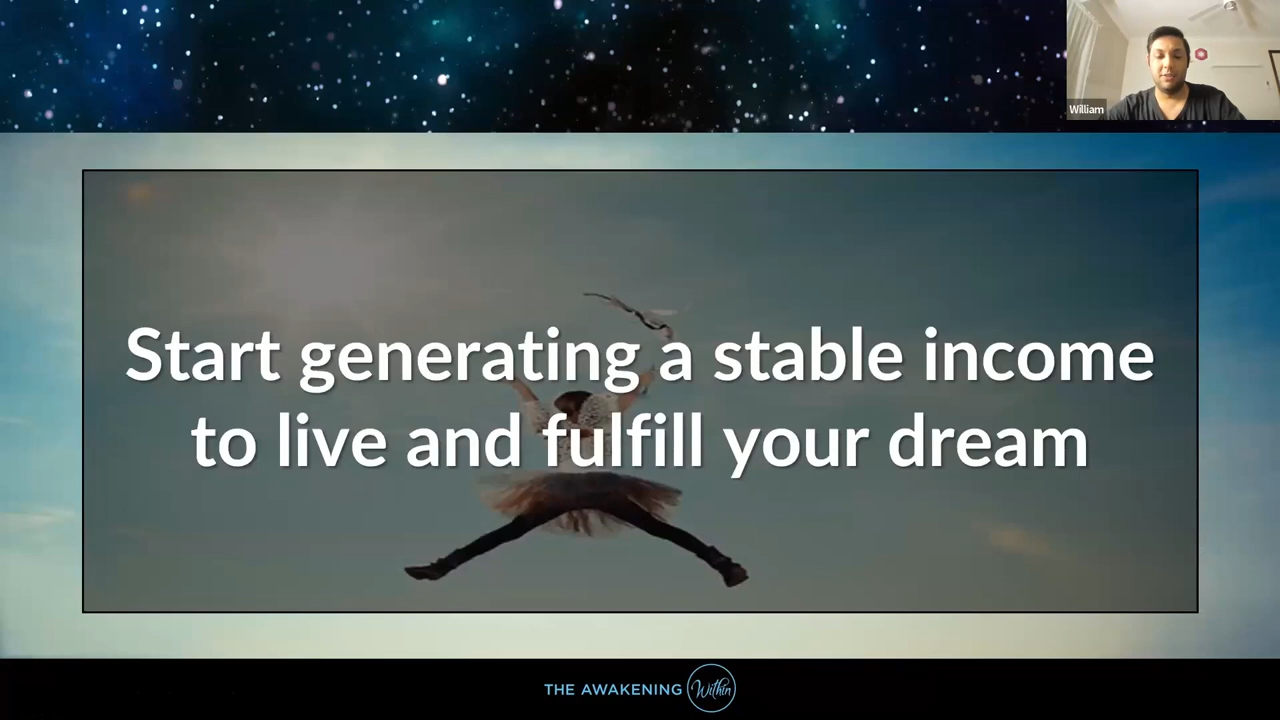 William
Start generating a stable income
to live and fulfill your dream
THE AWAKENING Within